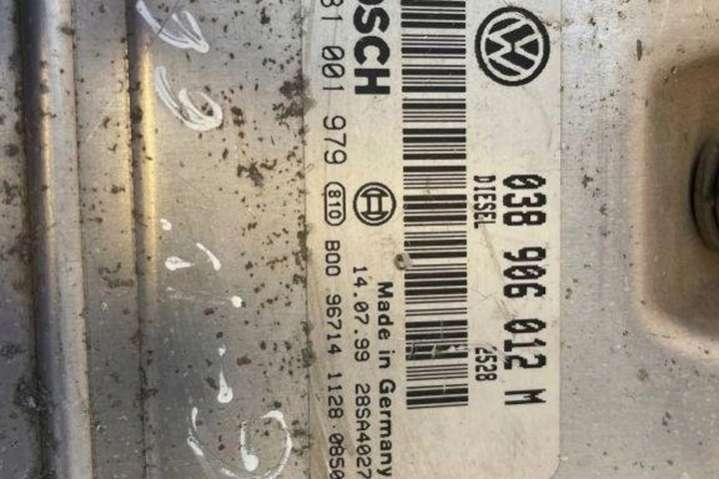 038 906 012 M
DIESEL 2528
BOSCH
Made in Germany
14.07.99 28SA4027
81 001 979 810 B00 96714 1128 0850